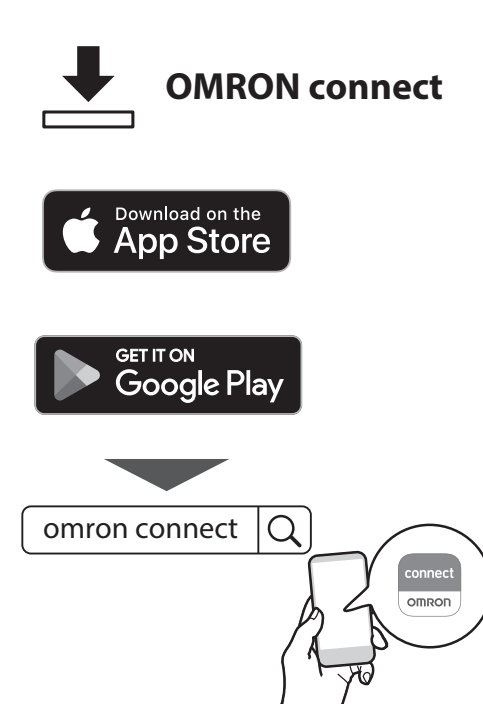 OMRON connect
Download on the
App Store
GET IT ON
Google Play
omron connect
connect
OMRON